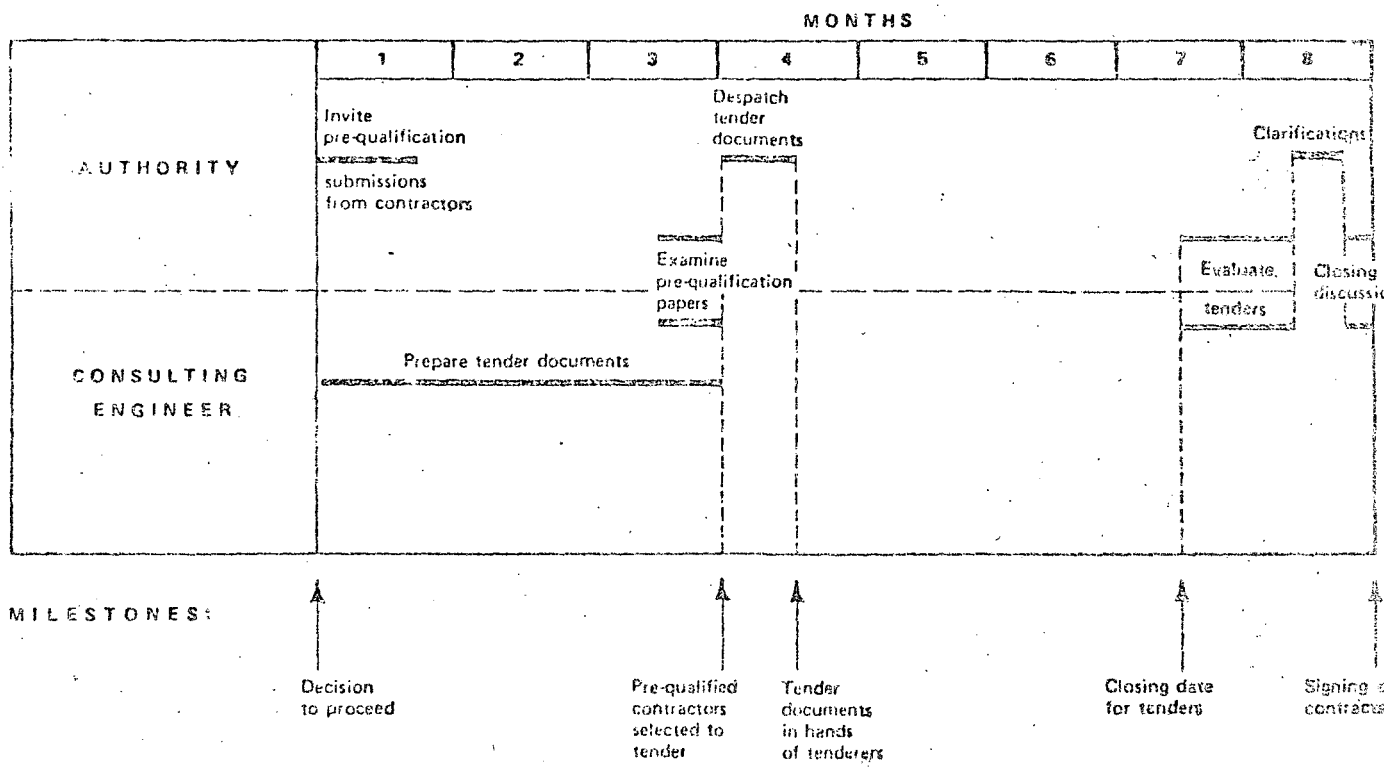 MONTHS
1 2 3 4 5 6 7 8
AUTHORITY
Invite
pre-qualification
submissions
from contractors
Despatch
tender
documents
Clarifications
Examine
pre-qualification
papers
Evaluate
tenders
Closing
CONSULTING
ENGINEER
Prepare tender documents
MILESTONES:
Decision
to proceed
Pre-qualified
contractors
selected to
tender
Tender
documents
in hands
of tenderers
Closing date
for tenders
Signing